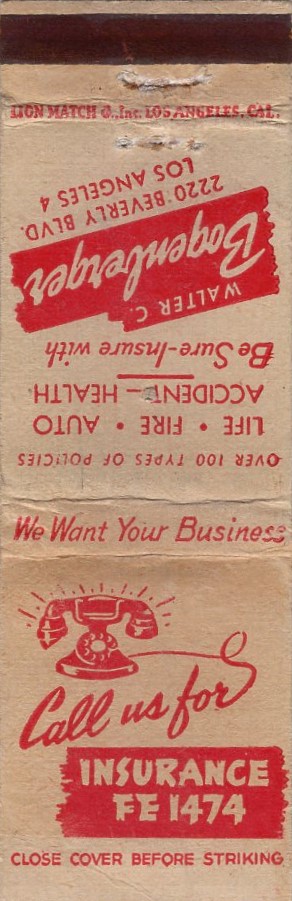 LION MATCH Co., Inc. LOS ANGELES, CAL.
OVER 100 TYPES OF POLICIES
LIFE • FIRE • AUTO
ACCIDENT — HEALTH
Be Sure-Insure with
WALTER C.
Bogenberger
2220 BEVERLY BLVD.
LOS ANGELES 4
We Want Your Business
Call us for
INSURANCE
FE 1474
CLOSE COVER BEFORE STRIKING